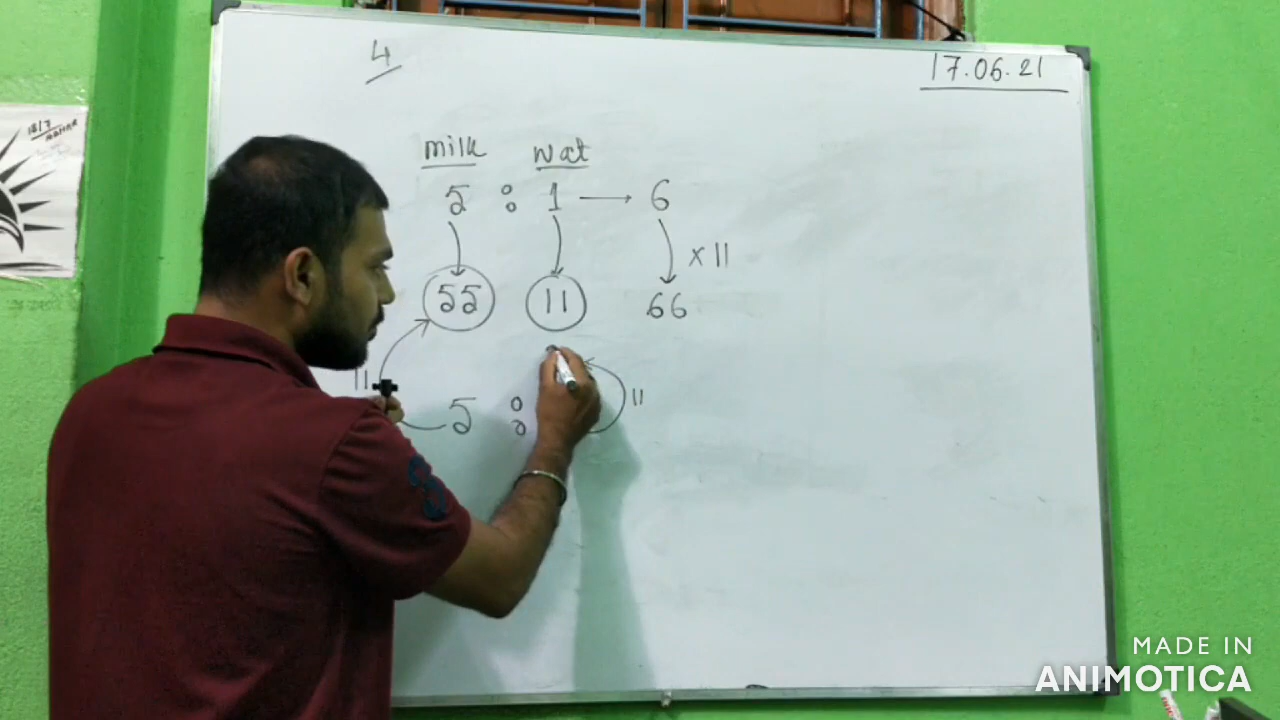 4
17.06.21
milk wat
5 : 1 → 6
x 11
55 11 66
11 5 : 11
MADE IN
ANIMOTICA